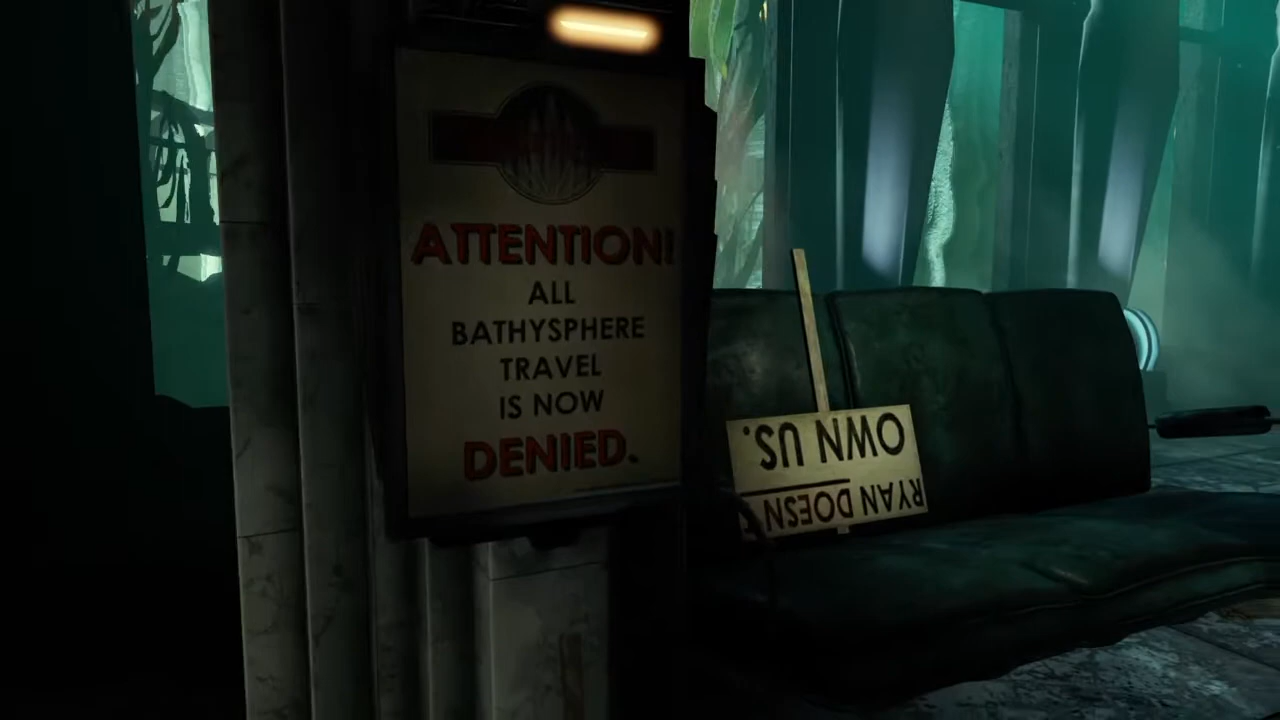 ATTENTION!
ALL
BATHYSPHERE
TRAVEL
IS NOW
DENIED.
RYAN DOESN
OWN US.